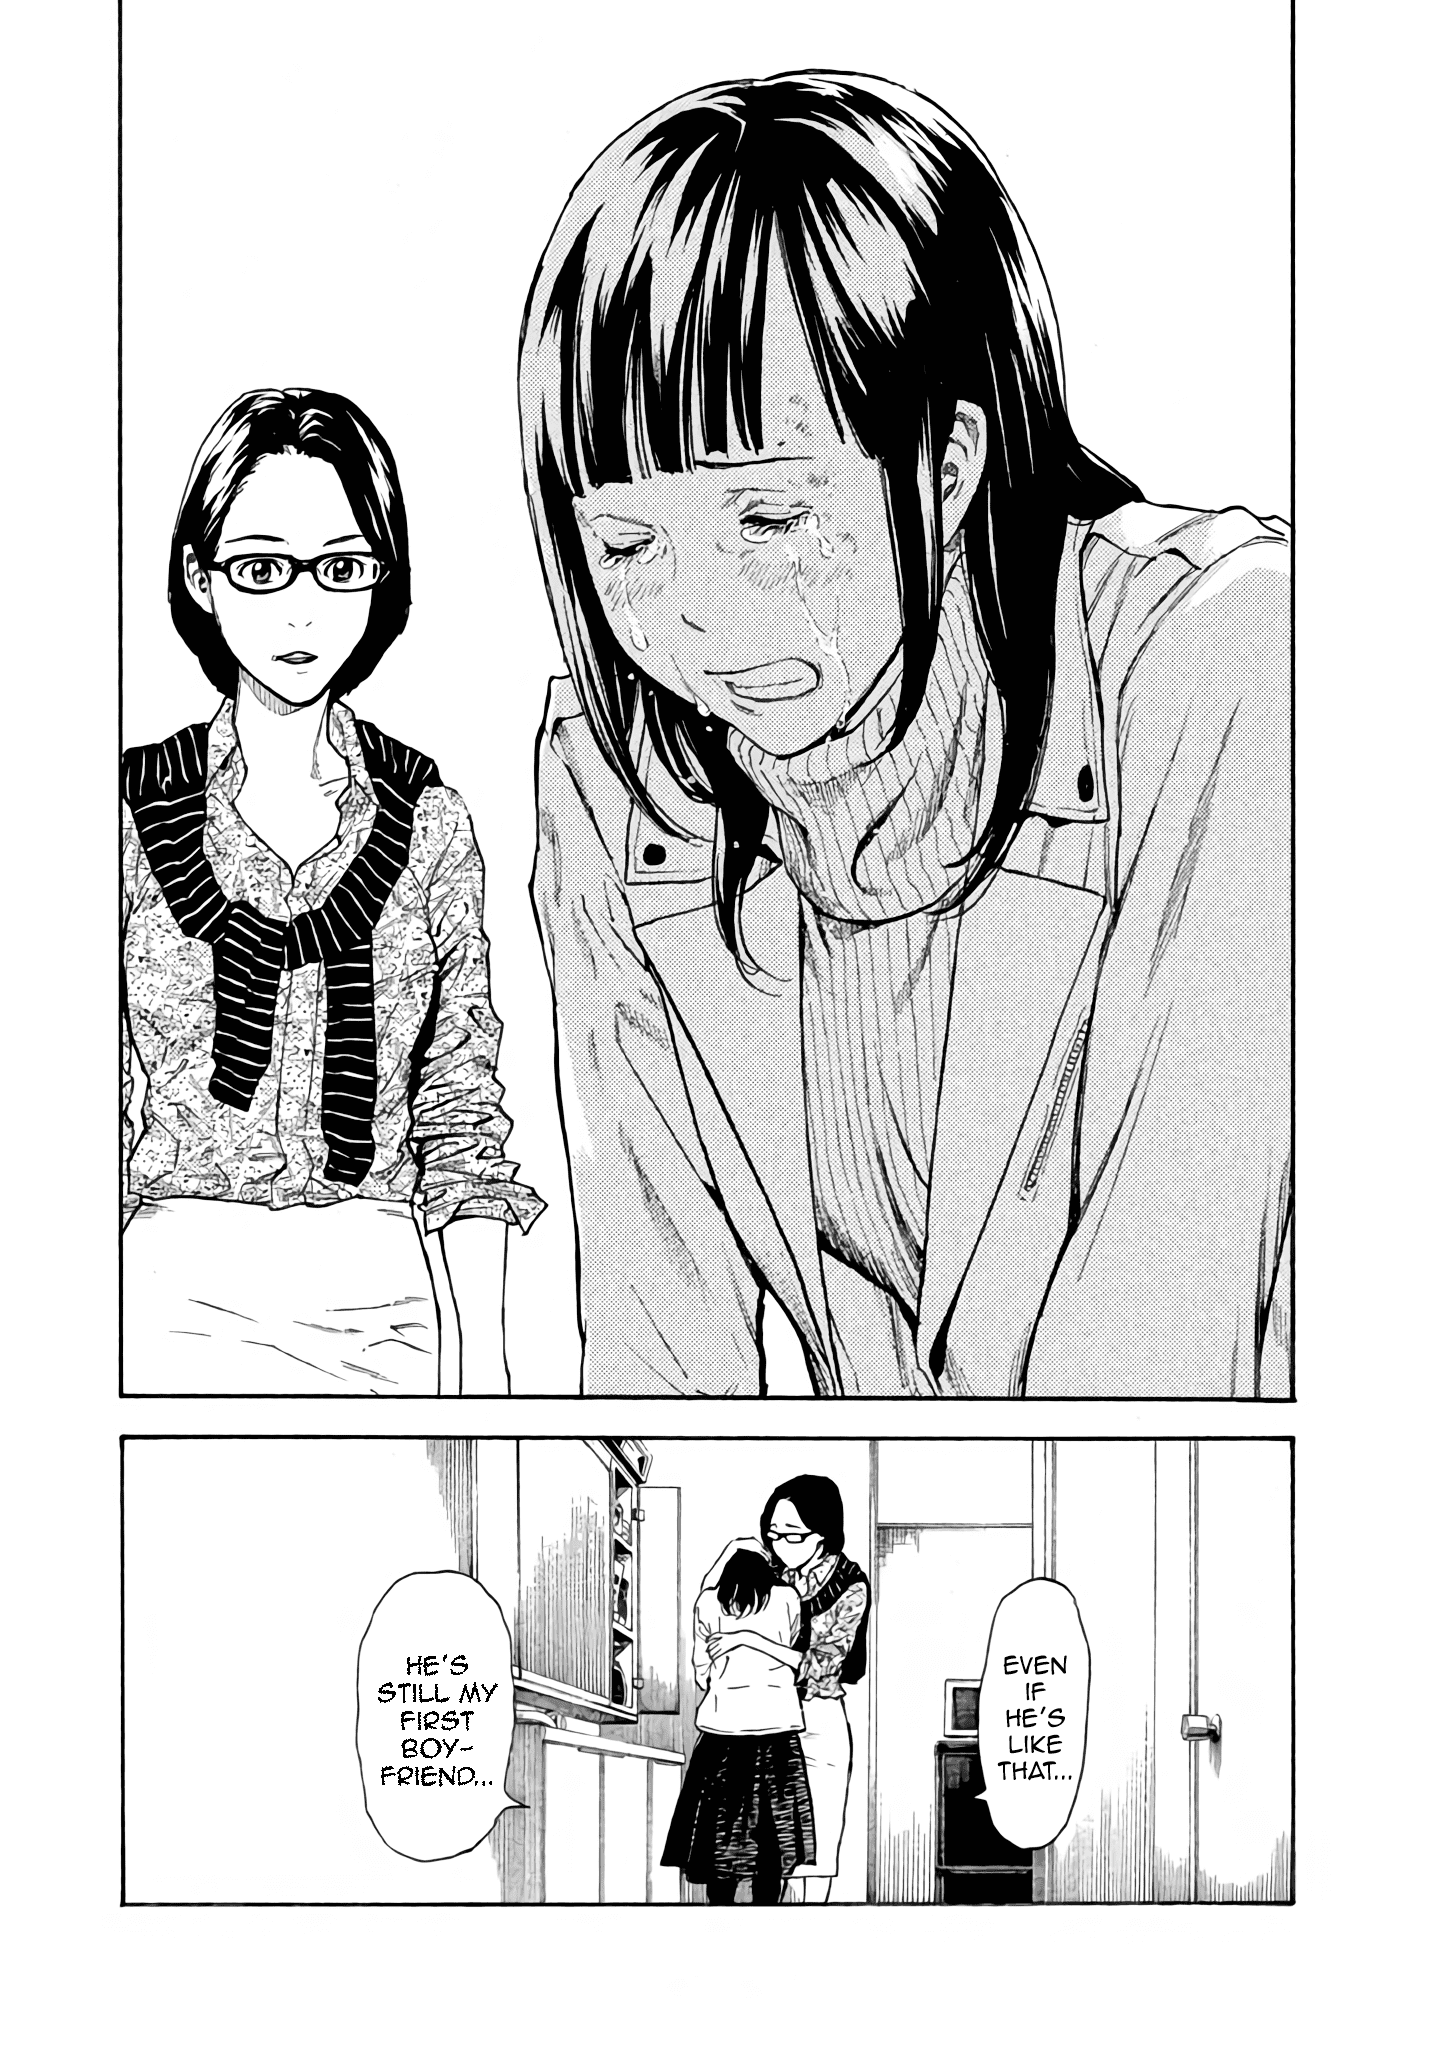 EVEN
IF
HE'S
LIKE
THAT...
HE'S
STILL MY
FIRST
BOY-
FRIEND...